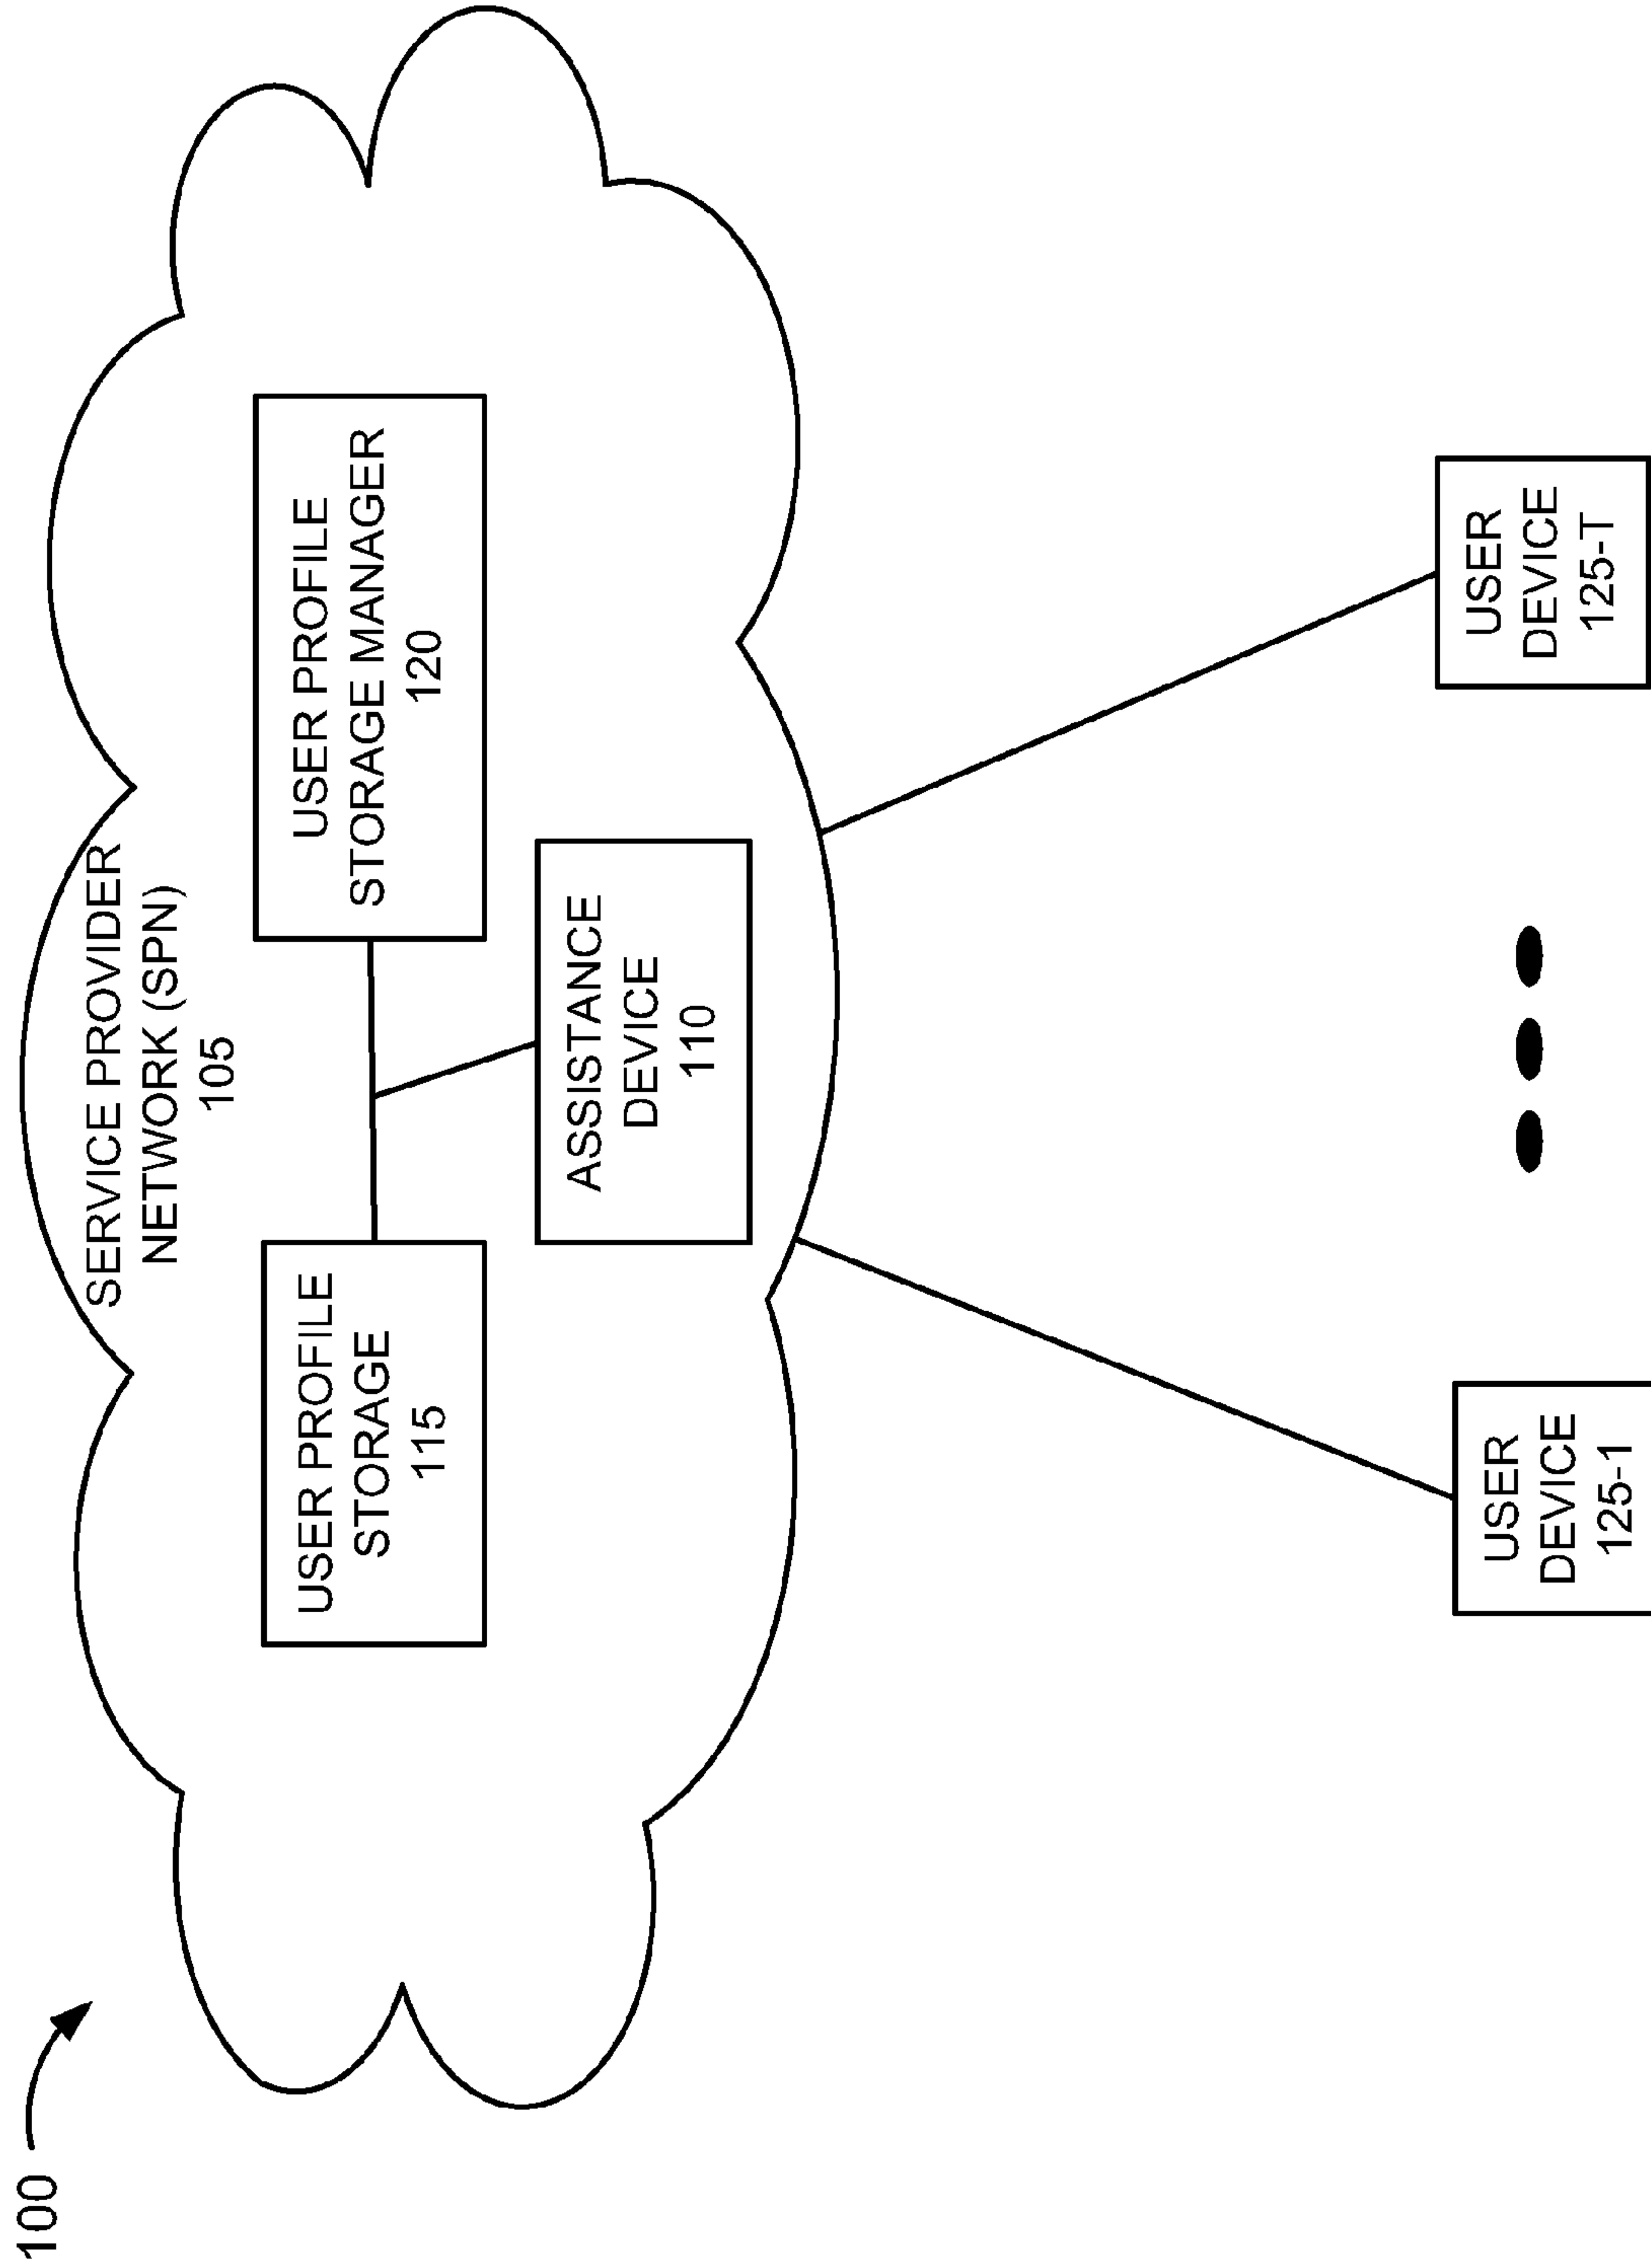 100
SERVICE PROVIDER
NETWORK (SPN)
105
USER PROFILE
STORAGE
115
USER PROFILE
STORAGE MANAGER
120
ASSISTANCE
DEVICE
110
USER
DEVICE
125-1
USER
DEVICE
125-T